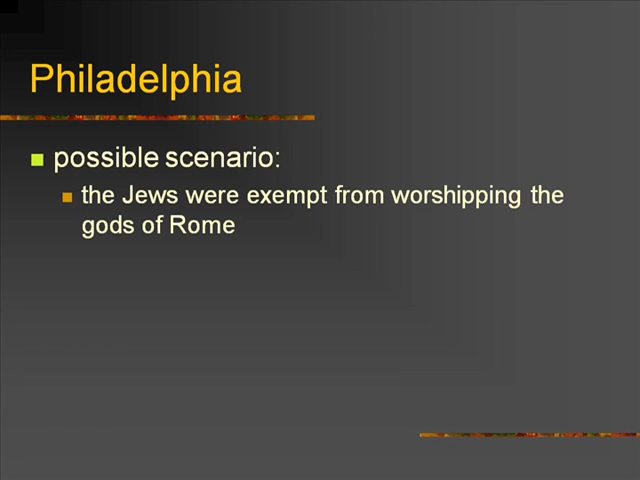 Philadelphia
possible scenario:
the Jews were exempt from worshipping the
gods of Rome